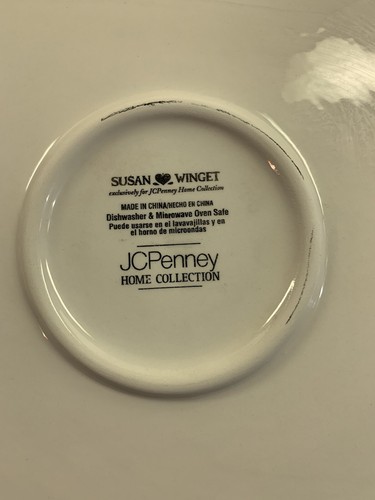 SUSAN WINGET
exclusively for JCPenney Home Collection
MADE IN CHINA/HECHO EN CHINA
Dishwasher & Microwave Oven Safe
Puede usarse en el lavavajillas y en
el horno de microondas
JCPenney
HOME COLLECTION